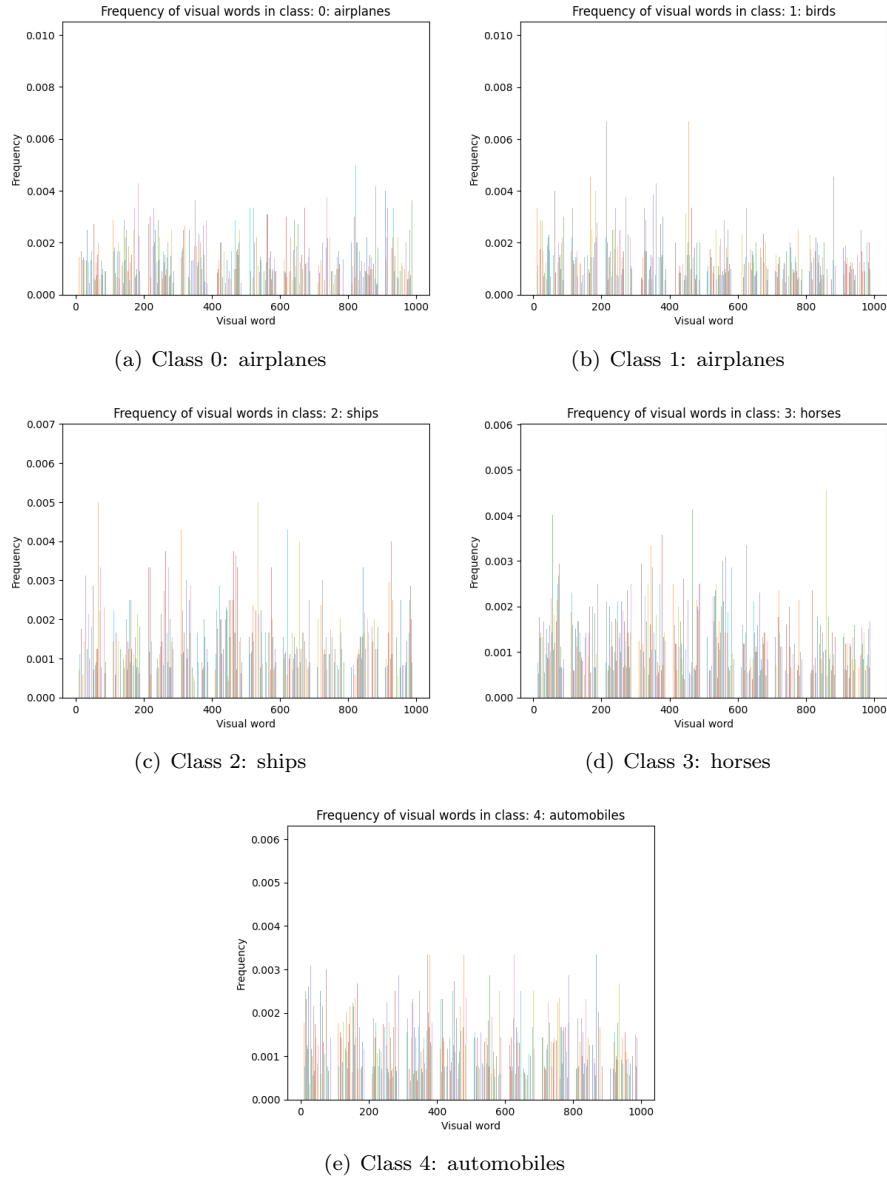 Frequency of visual words in class: 0: airplanes
0.010
0.008
0.006
0.004
0.002
0.000
Frequency
0 200 400 600 800 1000
Visual word
(a) Class 0: airplanes
Frequency of visual words in class: 1: birds
0.010
0.008
0.006
0.004
0.002
0.000
Frequency
0 200 400 600 800 1000
Visual word
(b) Class 1: airplanes
Frequency of visual words in class: 2: ships
0.007
0.006
0.005
0.004
0.003
0.002
0.001
0.000
Frequency
0 200 400 600 800 1000
Visual word
(c) Class 2: ships
Frequency of visual words in class: 3: horses
0.006
0.005
0.004
0.003
0.002
0.001
0.000
Frequency
0 200 400 600 800 1000
Visual word
(d) Class 3: horses
Frequency of visual words in class: 4: automobiles
0.006
0.005
0.004
0.003
0.002
0.001
0.000
Frequency
0 200 400 600 800 1000
Visual word
(e) Class 4: automobiles